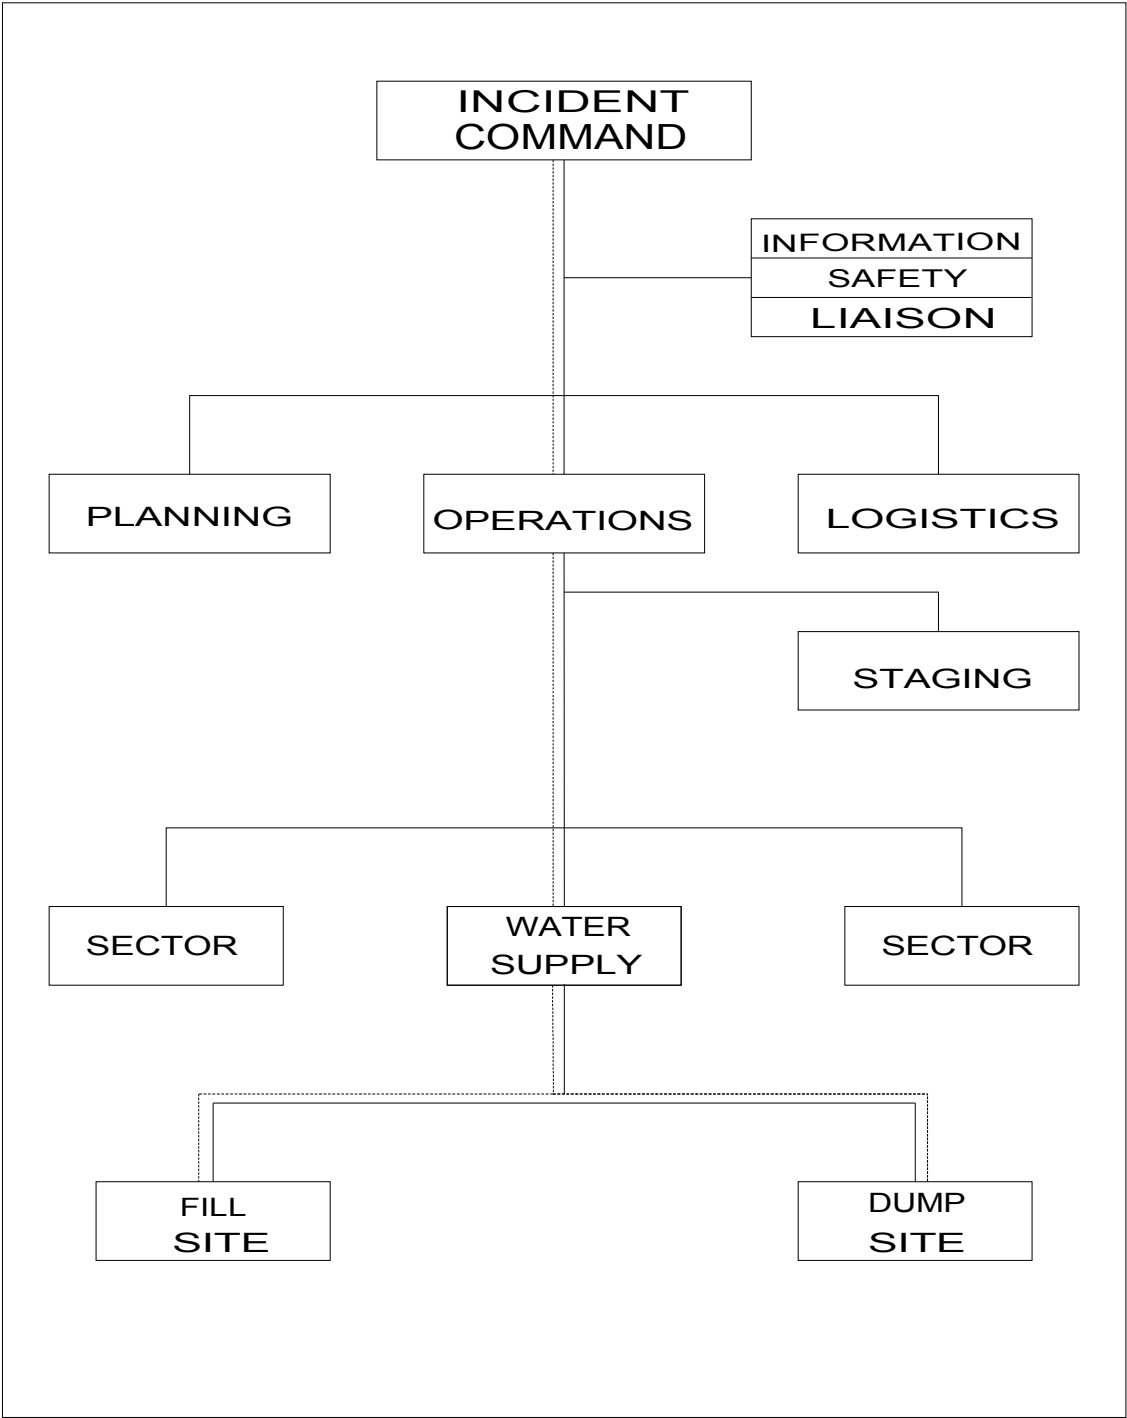 INCIDENT
COMMAND
INFORMATION
SAFETY
LIAISON
PLANNING
OPERATIONS
LOGISTICS
STAGING
SECTOR
WATER
SUPPLY
SECTOR
FILL
SITE
DUMP
SITE